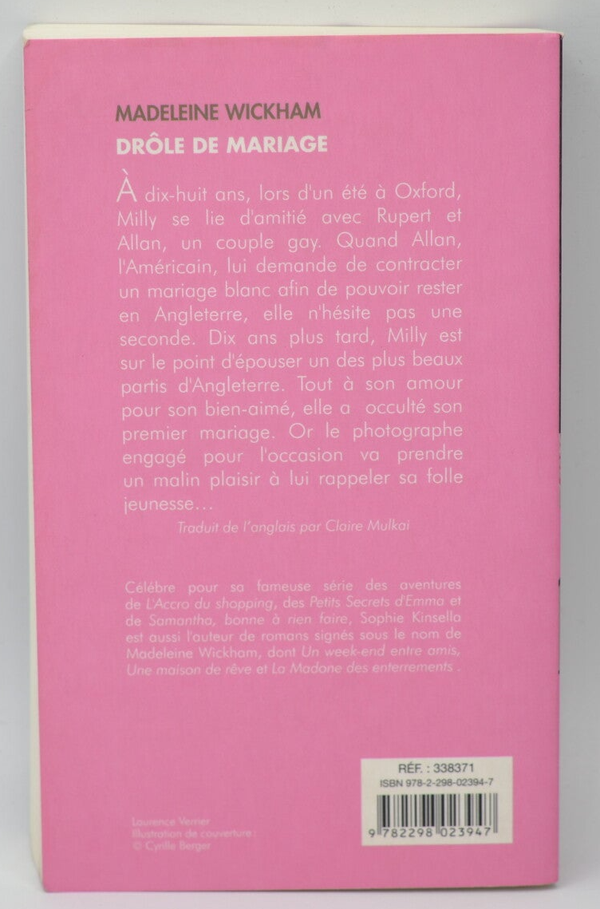 MADELEINE WICKHAM
DRÔLE DE MARIAGE
À dix-huit ans, lors d'un été à Oxford,
Milly se lie d'amitié avec Rupert et
Allan, un couple gay. Quand Allan,
l'Américain, lui demande de contracter
un mariage blanc afin de pouvoir rester
en Angleterre, elle n'hésite pas une
seconde. Dix ans plus tard, Milly est
sur le point d'épouser un des plus beaux
partis d'Angleterre. Tout à son amour
pour son bien-aimé, elle a occulté son
premier mariage. Or le photographe
engagé pour l'occasion va prendre
un malin plaisir à lui rappeler sa folle
jeunesse...
Traduit de l'anglais par Claire Mulkai
Célébre pour sa fameuse série des aventures
de L'Accro du shopping, des Petits Secrets d'Emma et
de Samantha, bonne à rien faire, Sophie Kinsella
est aussi l'auteur de romans signés sous le nom de
Madeleine Wickham, dont Un week-end entre amis,
Une maison de rêve et La Madone des enterrements .
RÉF. : 338371
ISBN 978-2-298-02394-7
9 782298 023947
Laurence Verrier
Illustration de couverture :
© Cyrille Berger